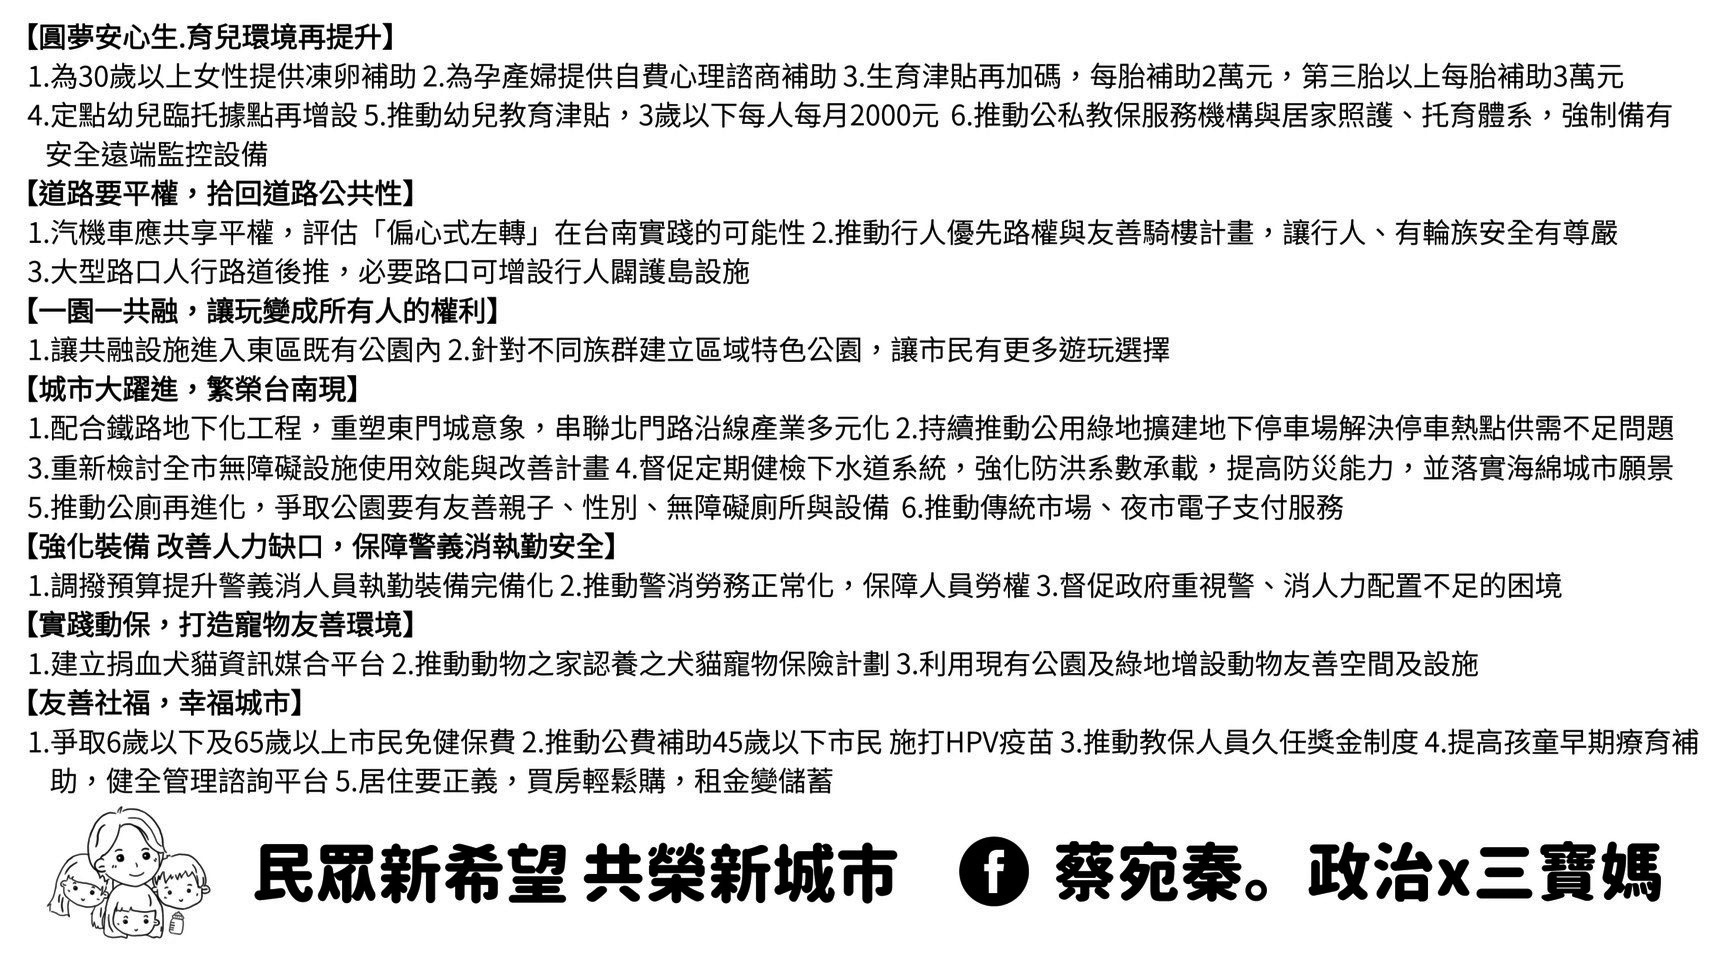 【圓夢安心生.育兒環境再提升】
1.為30歲以上女性提供凍卵補助 2.為孕產婦提供自費心理諮商補助 3.生育津貼再加碼，每胎補助2萬元，第三胎以上每胎補助3萬元
4.定點幼兒臨托據點再增設 5.推動幼兒教育津貼，3歲以下每人每月2000元 6.推動公私教保服務機構與居家照護、托育體系，強制備有
安全遠端監控設備
【道路要平權，拾回道路公共性】
1.汽機車應共享平權，評估「偏心式左轉」在台南實踐的可能性 2.推動行人優先路權與友善騎樓計畫，讓行人、有輪族安全有尊嚴
3.大型路口人行路道後推，必要路口可增設行人闢護島設施
【一園一共融，讓玩變成所有人的權利】
1.讓共融設施進入東區既有公園內 2.針對不同族群建立區域特色公園，讓市民有更多遊玩選擇
【城市大躍進，繁榮台南現】
1.配合鐵路地下化工程，重塑東門城意象，串聯北門路沿線產業多元化 2.持續推動公用綠地擴建地下停車場解決停車熱點供需不足問題
3.重新檢討全市無障礙設施使用效能與改善計畫 4.督促定期健檢下水道系統，強化防洪系數承載，提高防災能力，並落實海綿城市願景
5.推動公廁再進化，爭取公園要有友善親子、性別、無障礙廁所與設備 6.推動傳統市場、夜市電子支付服務
【強化裝備 改善人力缺口，保障警義消執勤安全】
1.調撥預算提升警義消人員執勤裝備完備化 2.推動警消勞務正常化，保障人員勞權 3.督促政府重視警、消人力配置不足的困境
【實踐動保，打造寵物友善環境】
1.建立捐血犬貓資訊媒合平台 2.推動動物之家認養之犬貓寵物保險計劃 3.利用現有公園及綠地增設動物友善空間及設施
【友善社福，幸福城市】
1.爭取6歲以下及65歲以上市民免健保費 2.推動公費補助45歲以下市民 施打HPV疫苗 3.推動教保人員久任獎金制度 4.提高孩童早期療育補
助，健全管理諮詢平台 5.居住要正義，買房輕鬆購，租金變儲蓄
民眾新希望 共榮新城市 f 蔡宛秦。政治x三寶媽